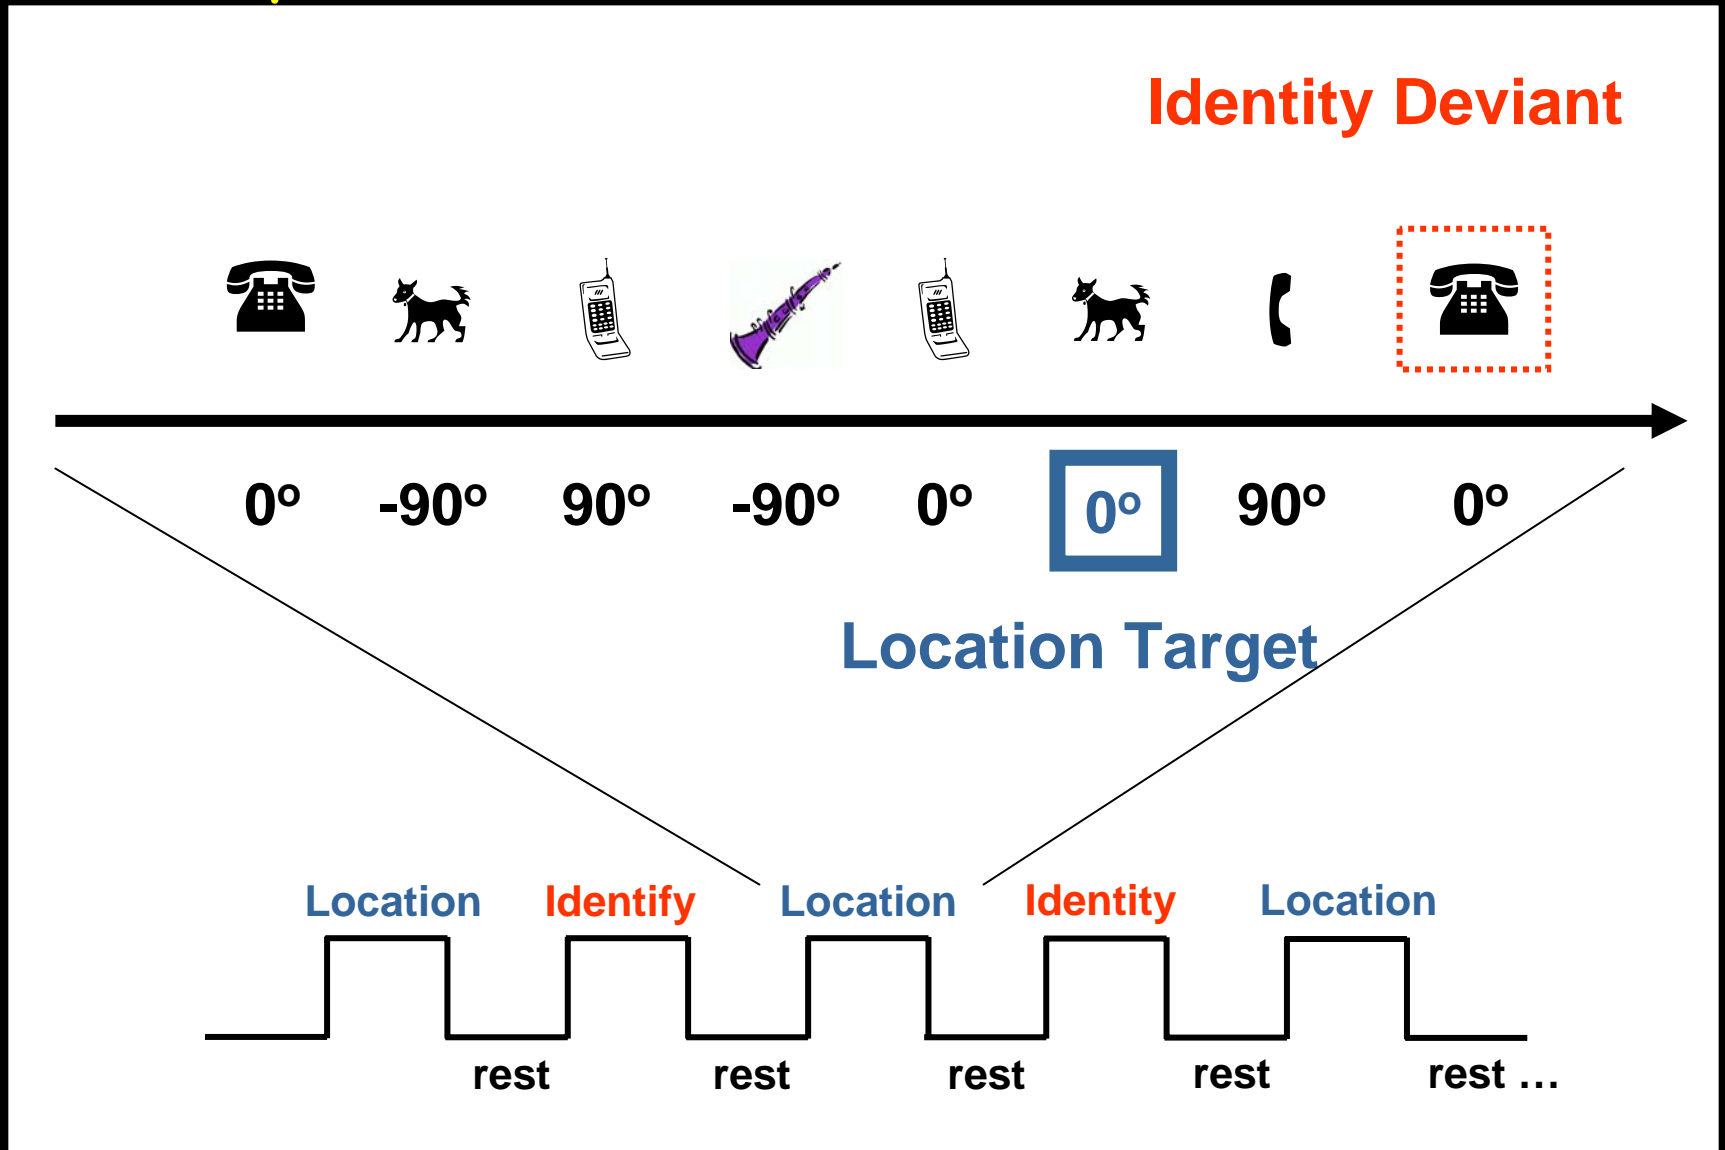 Identity Deviant
0º -90º 90º -90º 0º 0º 90º 0º
Location Target
Location Identify Location Identity Location
rest rest rest rest rest …